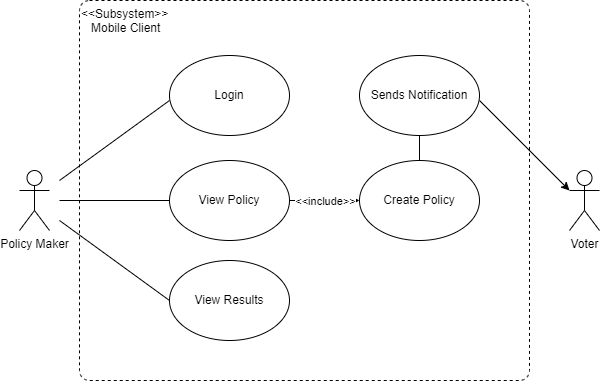 <<Subsystem>>
Mobile Client
Login
Sends Notification
View Policy
<<include>>
Create Policy
Policy Maker
Voter
View Results